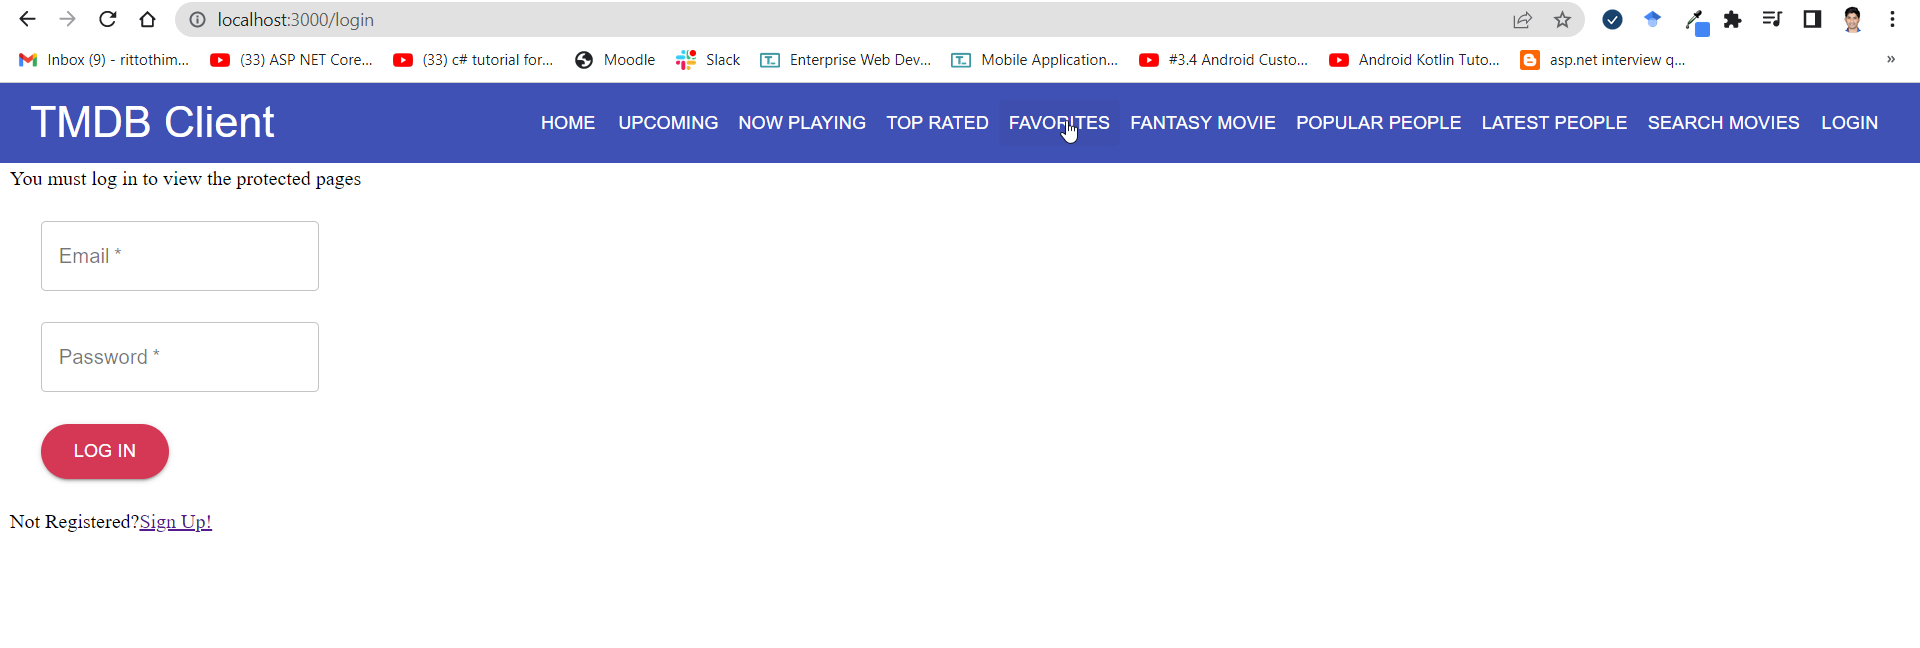 localhost:3000/login
Inbox (9) - rittothim... (33) ASP NET Core... (33) c# tutorial for... Moodle Slack Enterprise Web Dev... Mobile Application... #3.4 Android Custo... Android Kotlin Tuto... asp.net interview q... »
TMDB Client HOME UPCOMING NOW PLAYING TOP RATED FAVORITES FANTASY MOVIE POPULAR PEOPLE LATEST PEOPLE SEARCH MOVIES LOGIN
You must log in to view the protected pages
Email *
Password *
LOG IN
Not Registered?Sign Up!